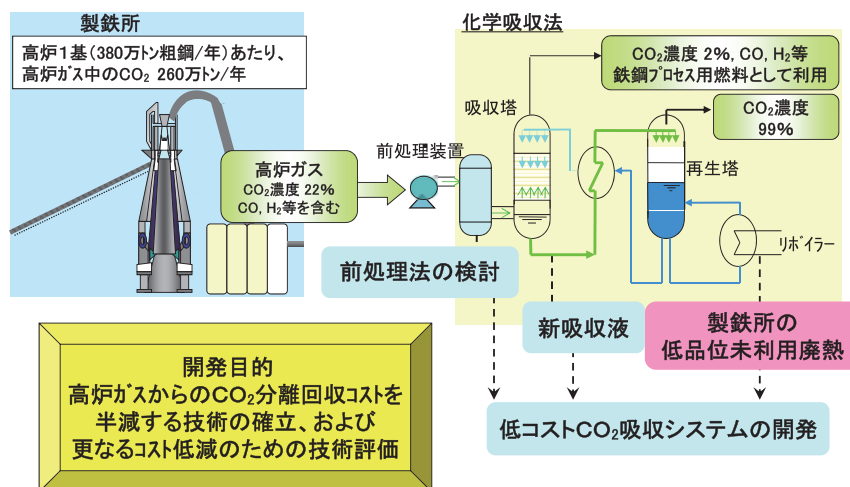 製鉄所
高炉1基(380万トン粗鋼/年)あたり、
高炉ガス中のCO₂ 260万トン/年
化学吸収法
CO₂濃度 2%, CO, H₂等
鉄鋼プロセス用燃料として利用
吸収塔
CO₂濃度
99%
前処理装置
高炉ガス
CO₂濃度 22%
CO, H₂等を含む
再生塔
リボイラー
前処理法の検討
新吸収液
製鉄所の
低品位未利用廃熱
開発目的
高炉ガスからのCO₂分離回収コストを
半減する技術の確立、および
更なるコスト低減のための技術評価
低コストCO₂吸収システムの開発